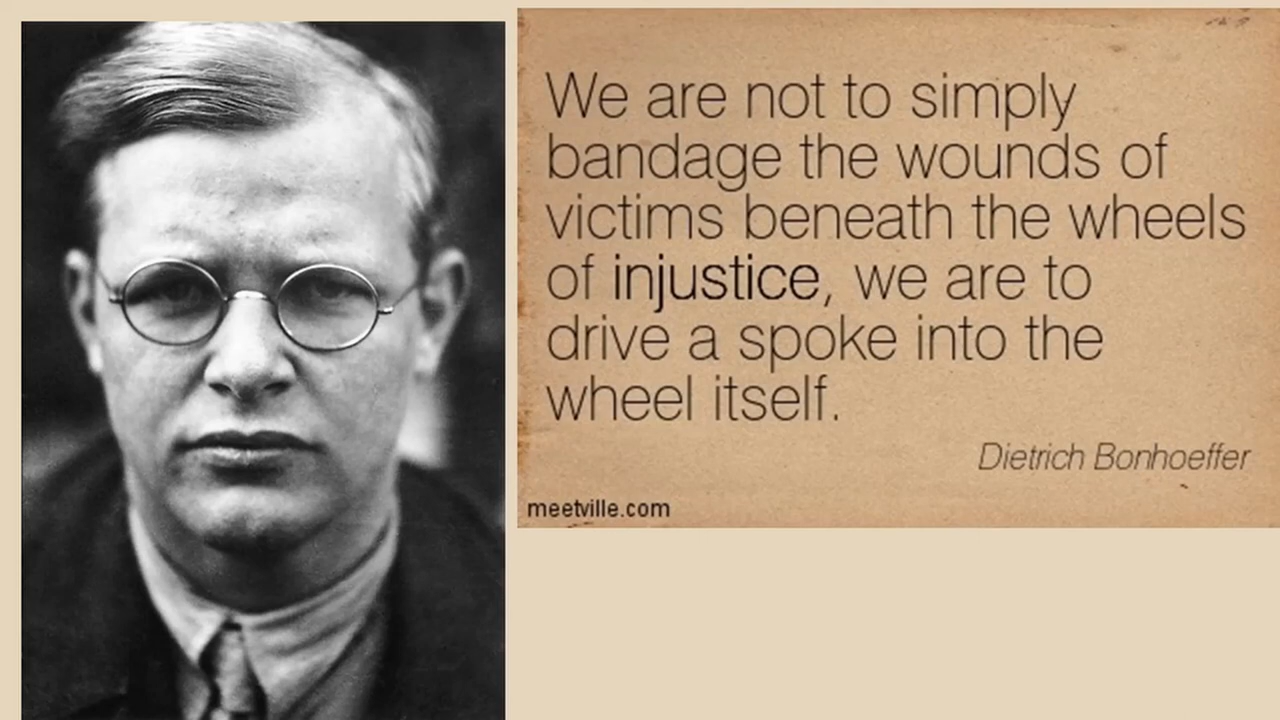 We are not to simply
bandage the wounds of
victims beneath the wheels
of injustice, we are to
drive a spoke into the
wheel itself.
Dietrich Bonhoeffer
meetville.com